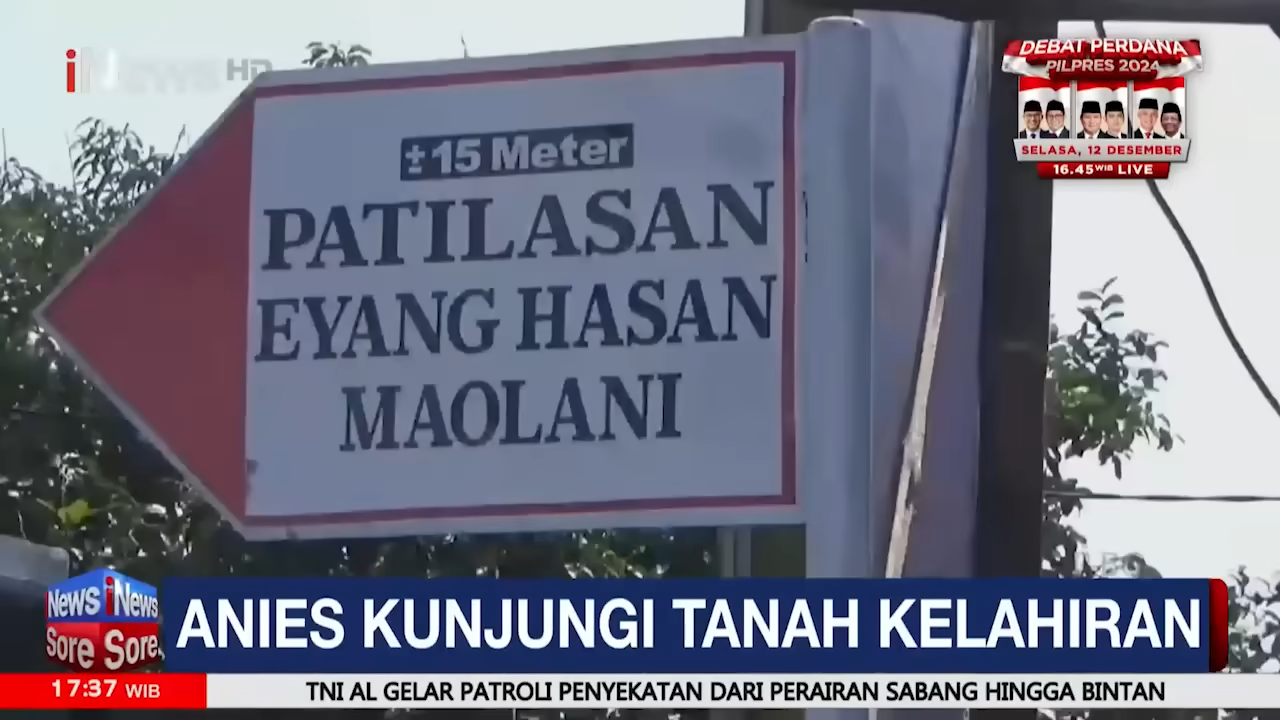 iNews HD
DEBAT PERDANA
PILPRES 2024
SELASA, 12 DESEMBER
16.45 WIB LIVE
±15 Meter
PATILASAN
EYANG HASAN
MAOLANI
News iNews
Sore Sore
ANIES KUNJUNGI TANAH KELAHIRAN
17:37 WIB
TNI AL GELAR PATROLI PENYEKATAN DARI PERAIRAN SABANG HINGGA BINTAN